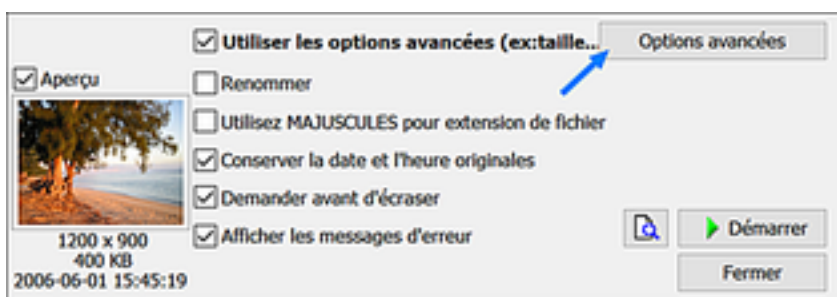 Utiliser les options avancées (ex:taille...
Options avancées
Aperçu
Renommer
Utilisez MAJUSCULES pour extension de fichier
Conserver la date et l'heure originales
Demander avant d'écraser
Afficher les messages d'erreur
1200 x 900
400 KB
2006-06-01 15:45:19
Démarrer
Fermer